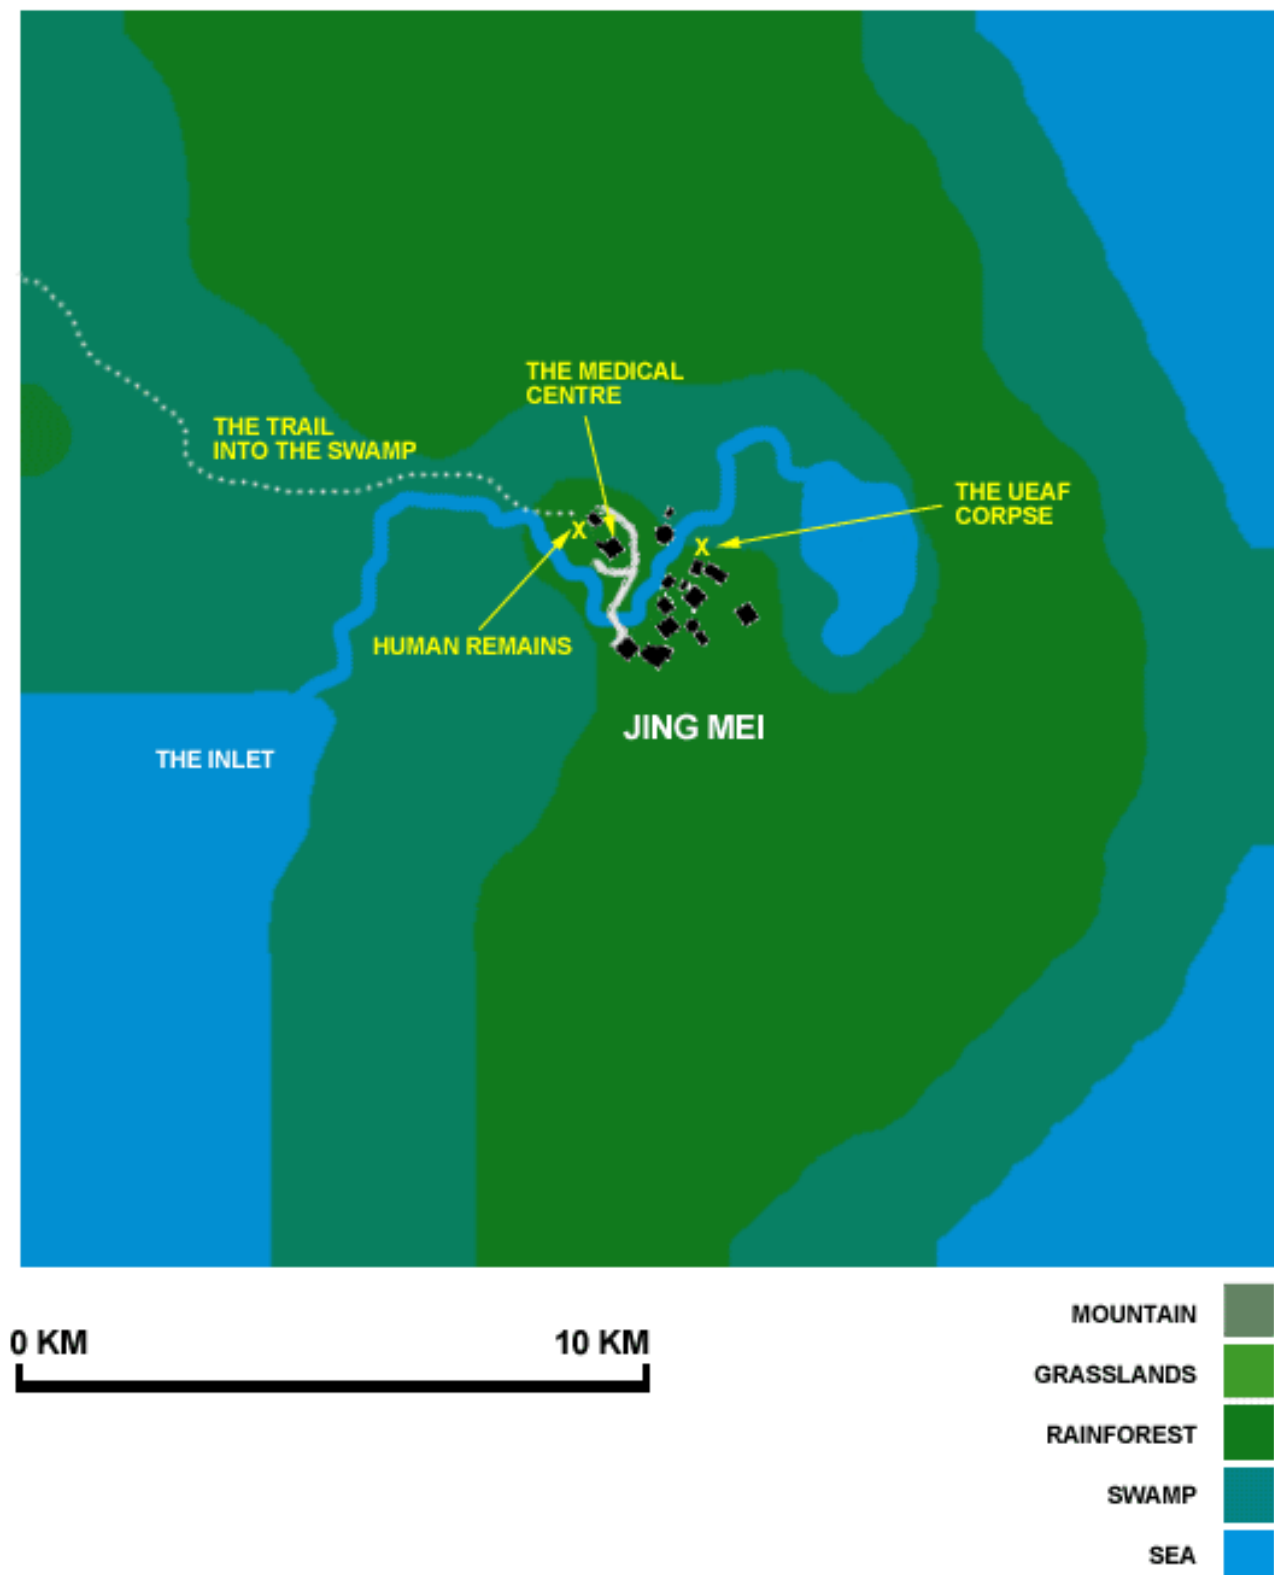 THE MEDICAL
CENTRE
THE TRAIL
INTO THE SWAMP
THE UEAF
CORPSE
X
X
HUMAN REMAINS
JING MEI
THE INLET
0 KM
10 KM
MOUNTAIN
GRASSLANDS
RAINFOREST
SWAMP
SEA